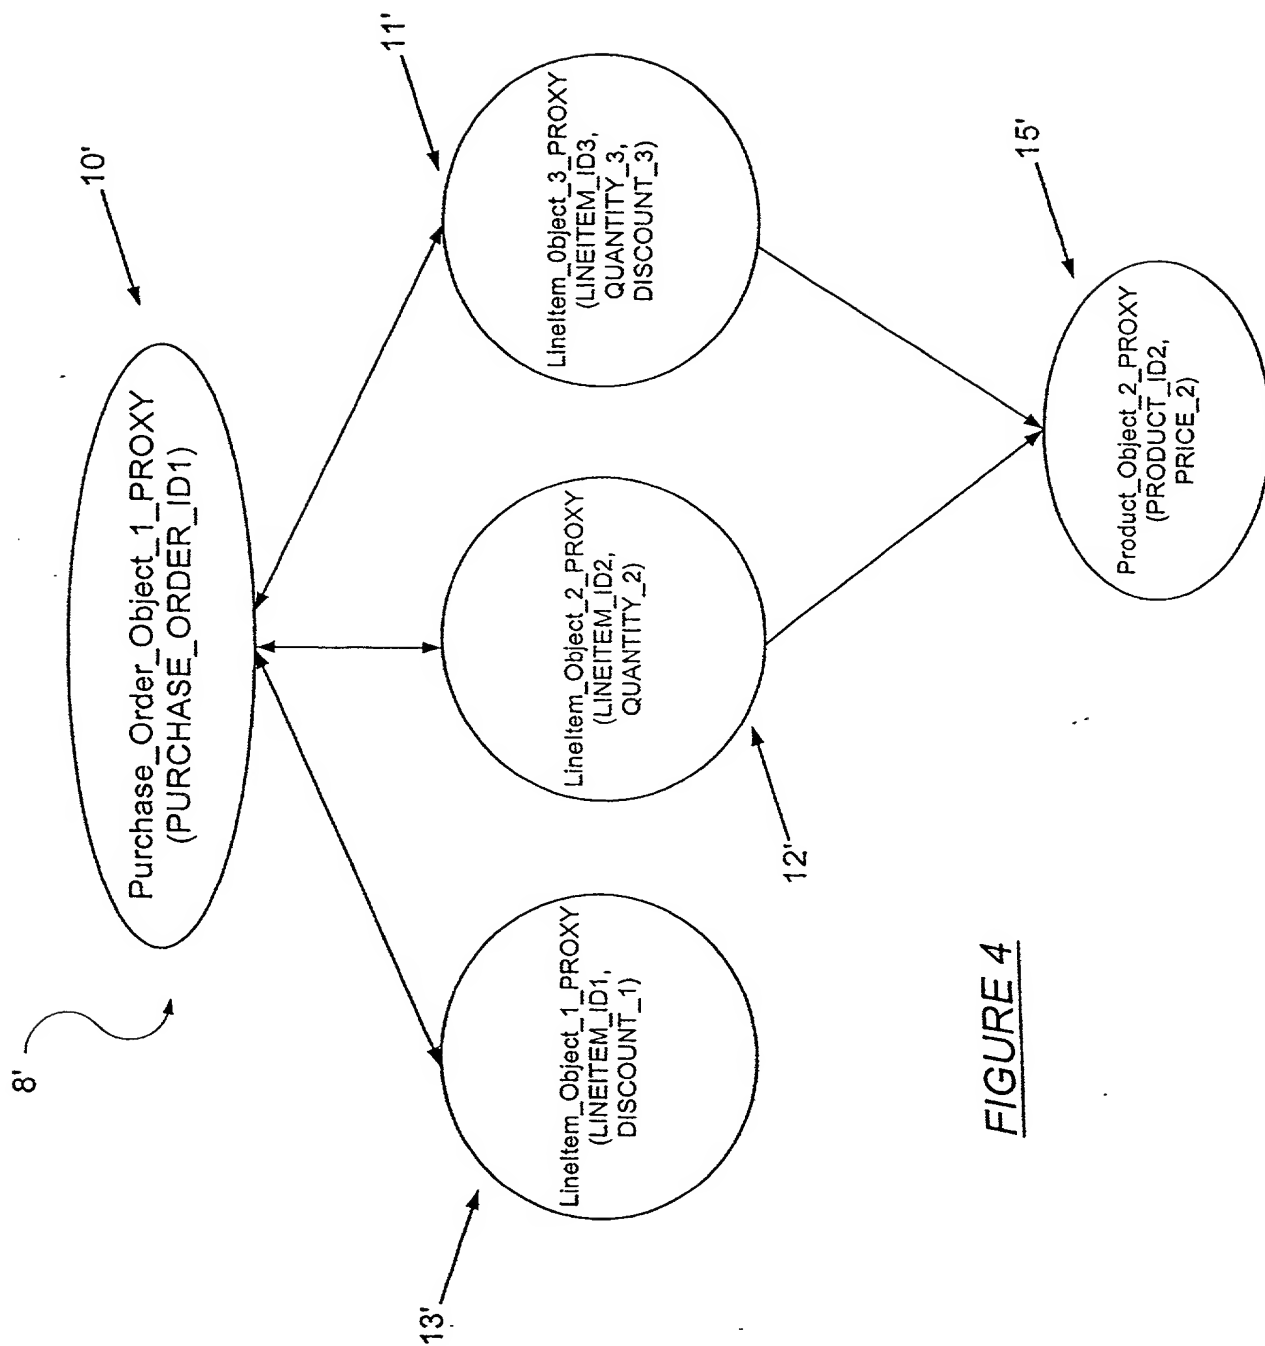 8'
10'
Purchase_Order_Object_1_PROXY
(PURCHASE_ORDER_ID1)
13'
LineItem_Object_1_PROXY
(LINEITEM_ID1,
DISCOUNT_1)
LineItem_Object_2_PROXY
(LINEITEM_ID2,
QUANTITY_2)
12'
11'
LineItem_Object_3_PROXY
(LINEITEM_ID3,
QUANTITY_3,
DISCOUNT_3)
15'
Product_Object_2_PROXY
(PRODUCT_ID2,
PRICE_2)
FIGURE 4